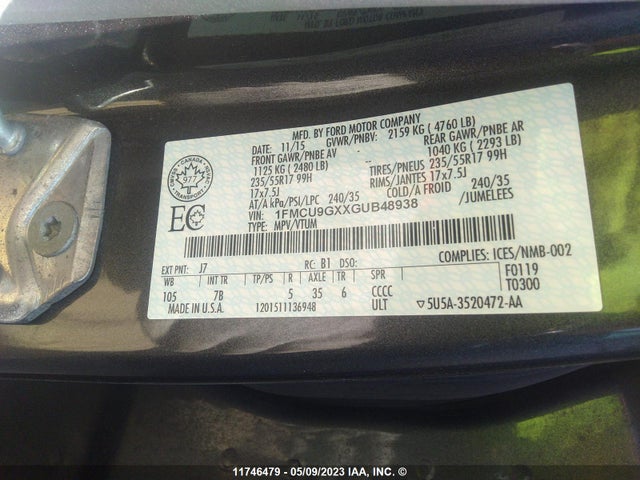 MFD. BY FORD MOTOR COMPANY
DATE: 11/15 GVWR/PNBV: 2159 KG ( 4760 LB)
FRONT GAWR/PNBE AV REAR GAWR/PNBE AR
1125 KG ( 2480 LB) 1040 KG ( 2293 LB)
235/55R17 99H TIRES/PNEUS 235/55R17 99H
17x7.5J RIMS/JANTES 17x7.5J
AT/A kPa/PSI/LPC 240/35 COLD/A FROID 240/35
VIN: 1FMCU9GXXGUB48938 /JUMELEES
TYPE: MPV/VTUM
CANADA
977
EC
EXT PNT: J7 RC: B1 DSO: COMPLIES: ICES/NMB-002
WB INT TR TP/PS R AXLE TR SPR F0119
105 7B 5 35 6 CCCC T0300
MADE IN U.S.A. 1201511136948 ULT 5U5A-3520472-AA
11746479 - 05/09/2023 IAA, INC. ©